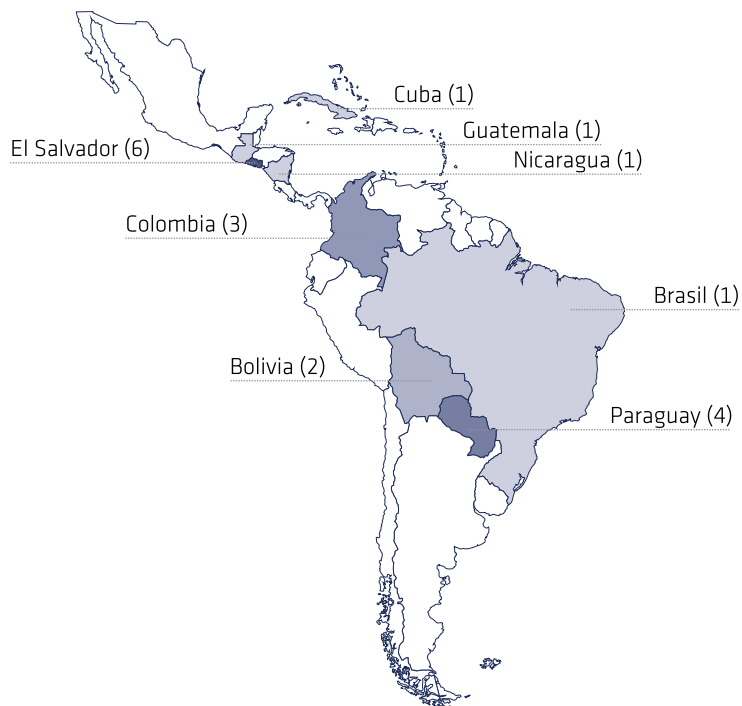 Cuba (1)
Guatemala (1)
El Salvador (6)
Nicaragua (1)
Colombia (3)
Brasil (1)
Bolivia (2)
Paraguay (4)